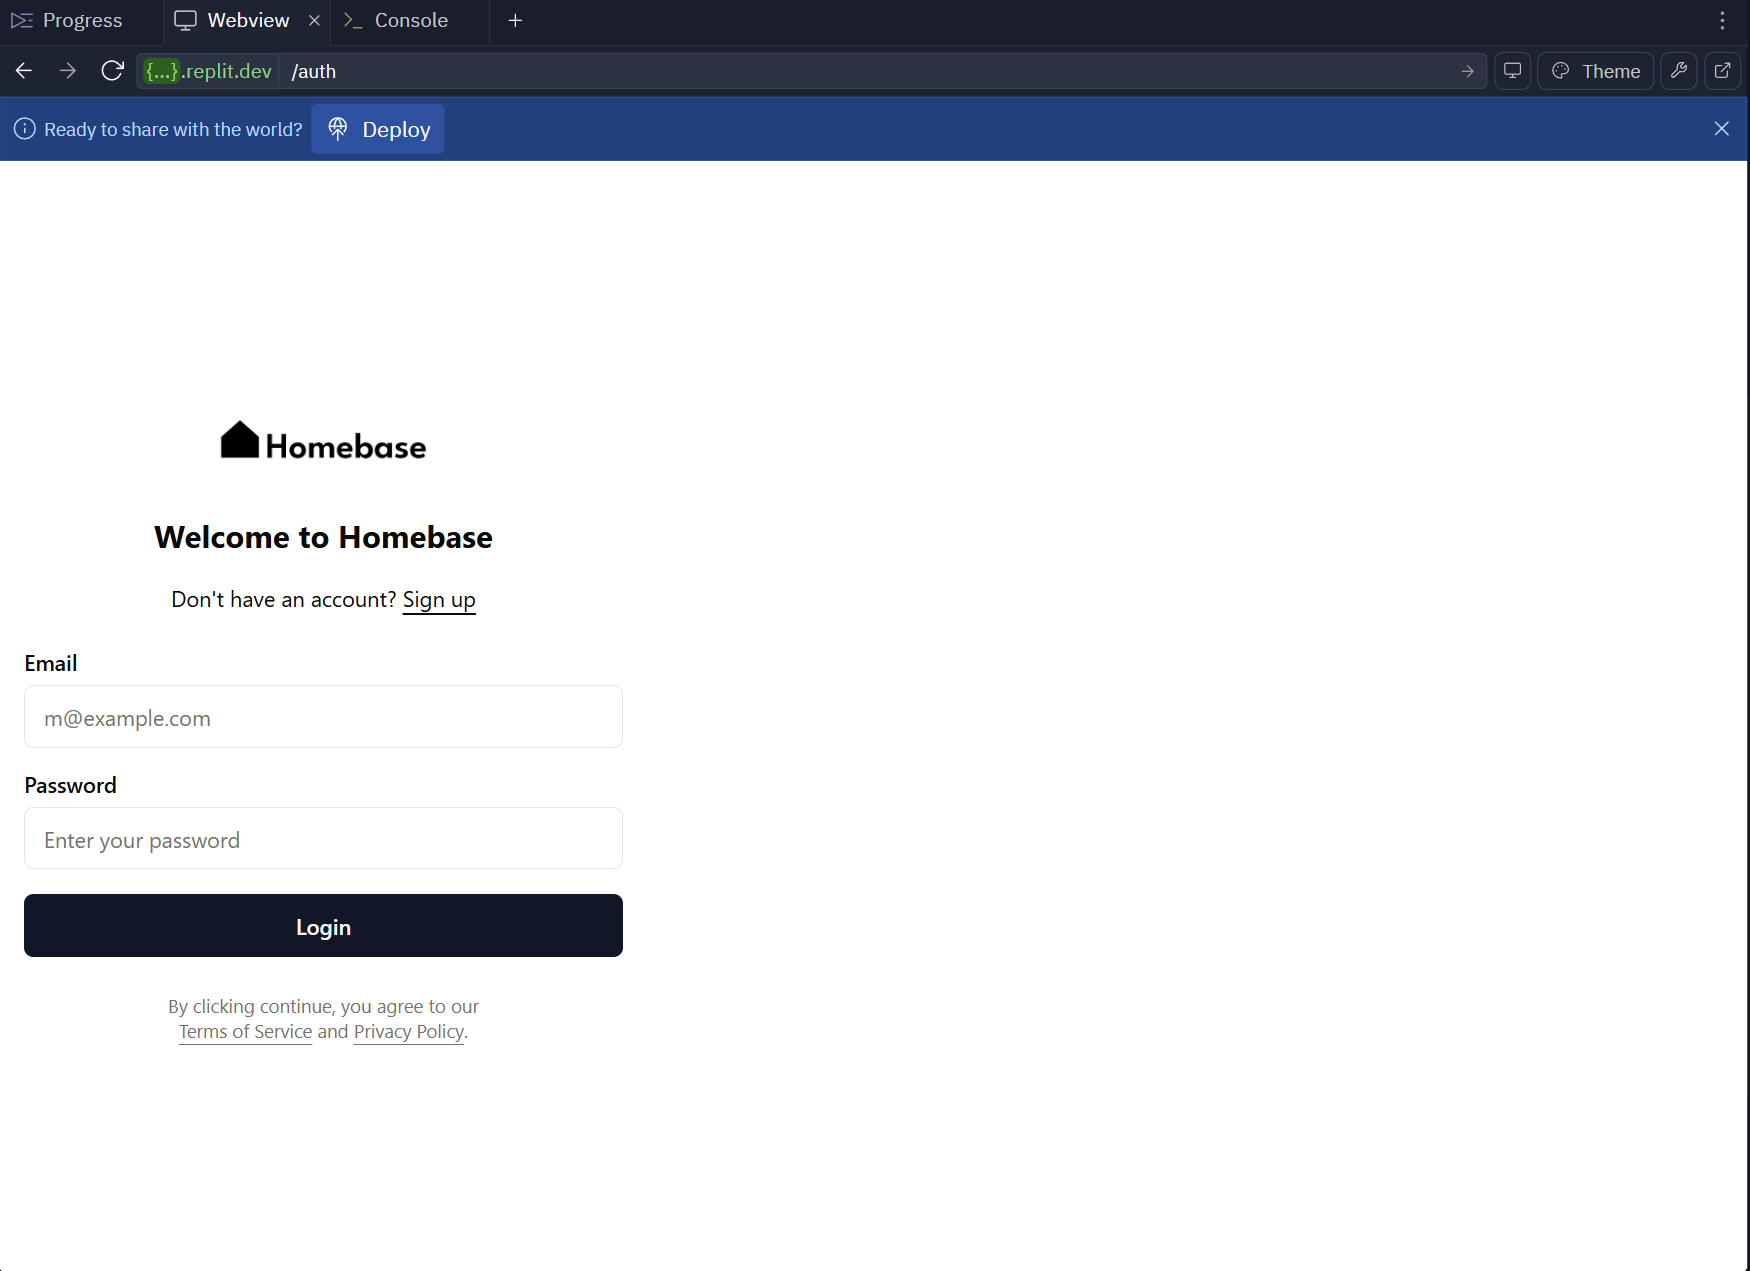 Progress
Webview
Console
{...}.replit.dev /auth
Theme
Ready to share with the world? Deploy
Homebase
Welcome to Homebase
Don't have an account? Sign up
Email
m@example.com
Password
Enter your password
Login
By clicking continue, you agree to our
Terms of Service and Privacy Policy.